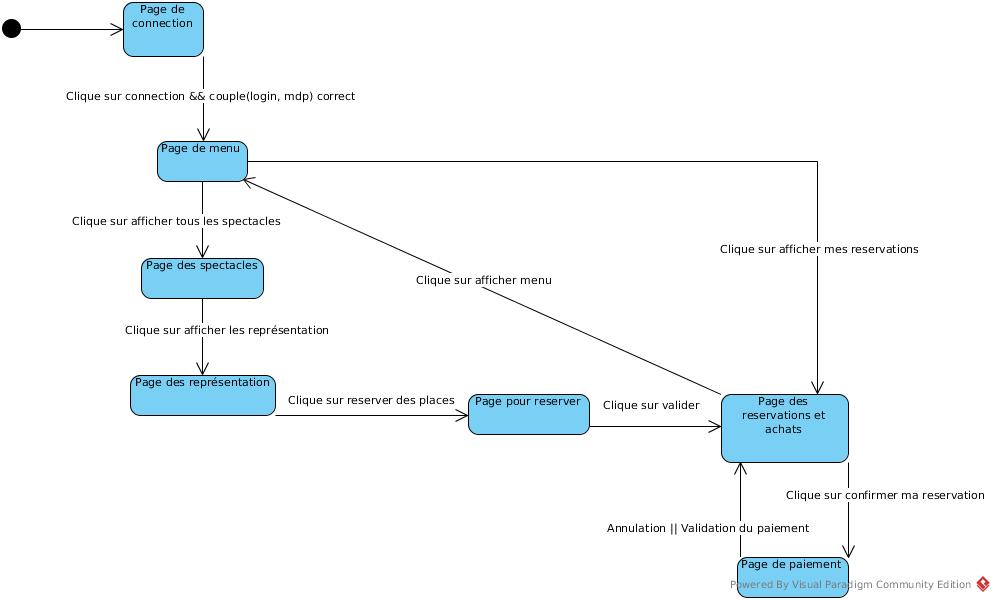 Page de
connection
Clique sur connection && couple(login, mdp) correct
Page de menu
Clique sur afficher tous les spectacles
Clique sur afficher mes reservations
Page des spectacles
Clique sur afficher menu
Clique sur afficher les représentation
Page des représentation
Clique sur reserver des places
Page pour reserver
Clique sur valider
Page des
reservations et
achats
Clique sur confirmer ma reservation
Annulation || Validation du paiement
Page de paiement
Powered By Visual Paradigm Community Edition